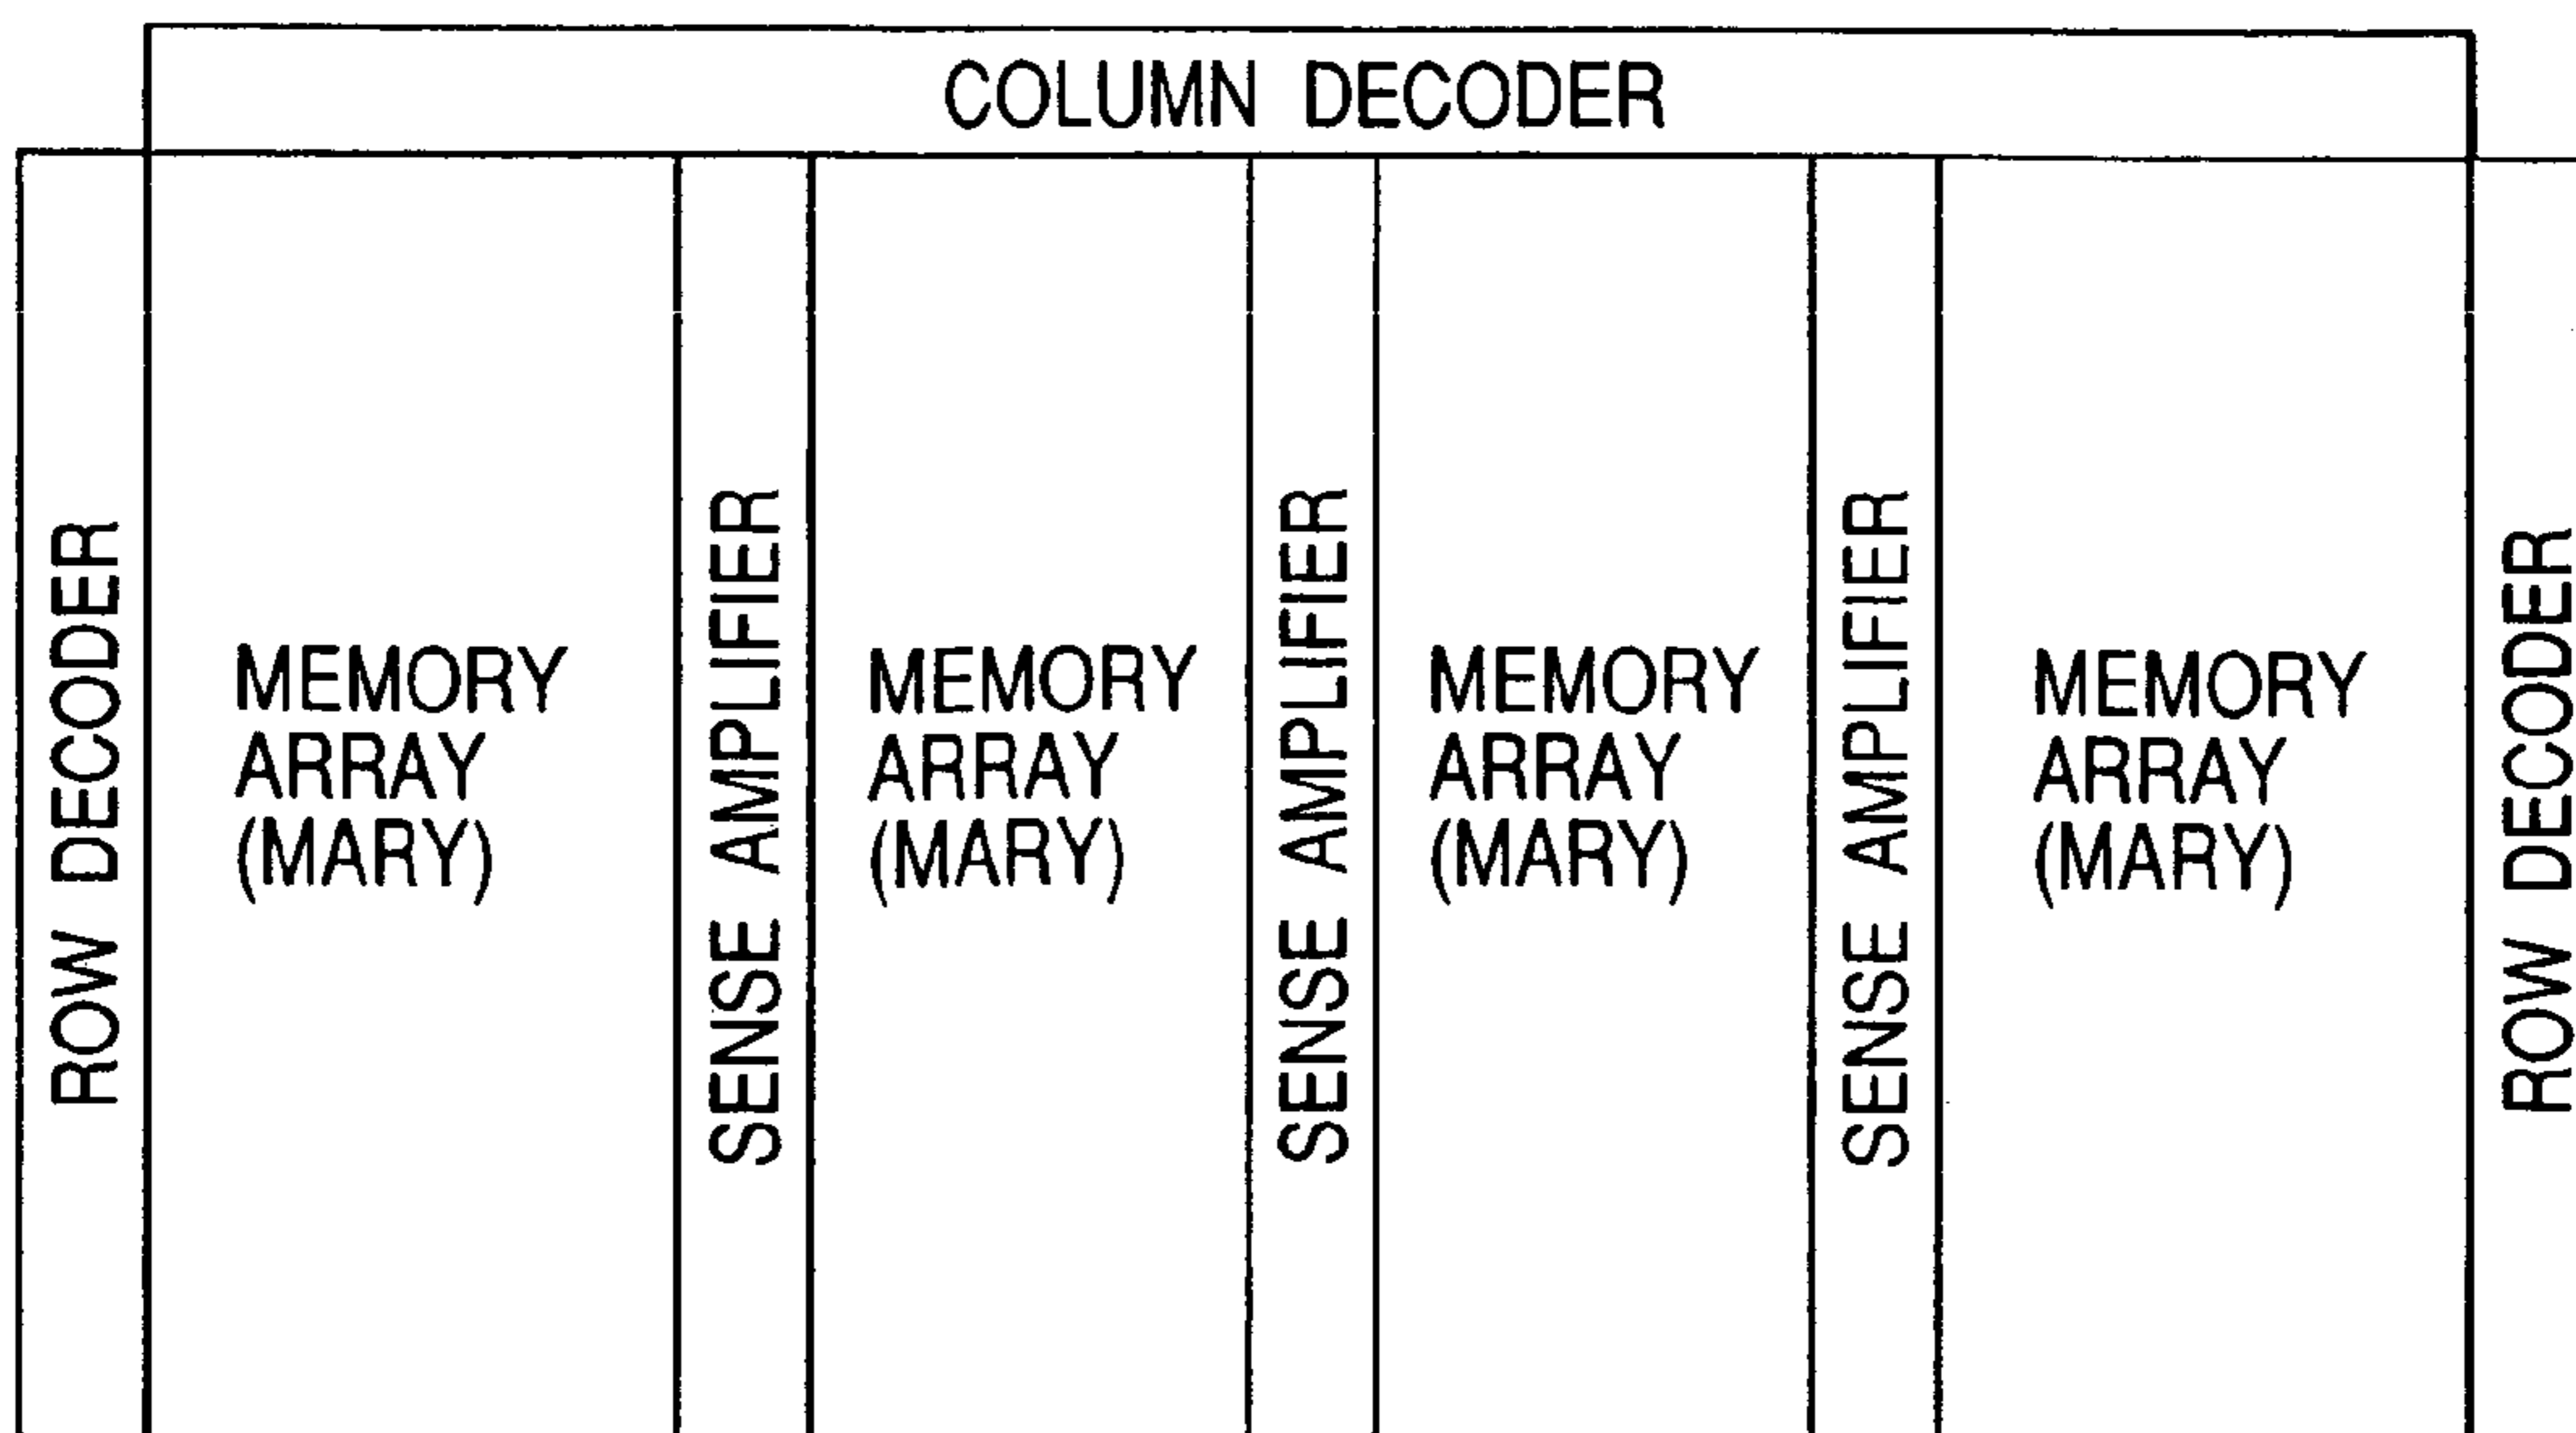 COLUMN DECODER
ROW DECODER
MEMORY
ARRAY
(MARY)
SENSE AMPLIFIER
MEMORY
ARRAY
(MARY)
SENSE AMPLIFIER
MEMORY
ARRAY
(MARY)
SENSE AMPLIFIER
MEMORY
ARRAY
(MARY)
ROW DECODER